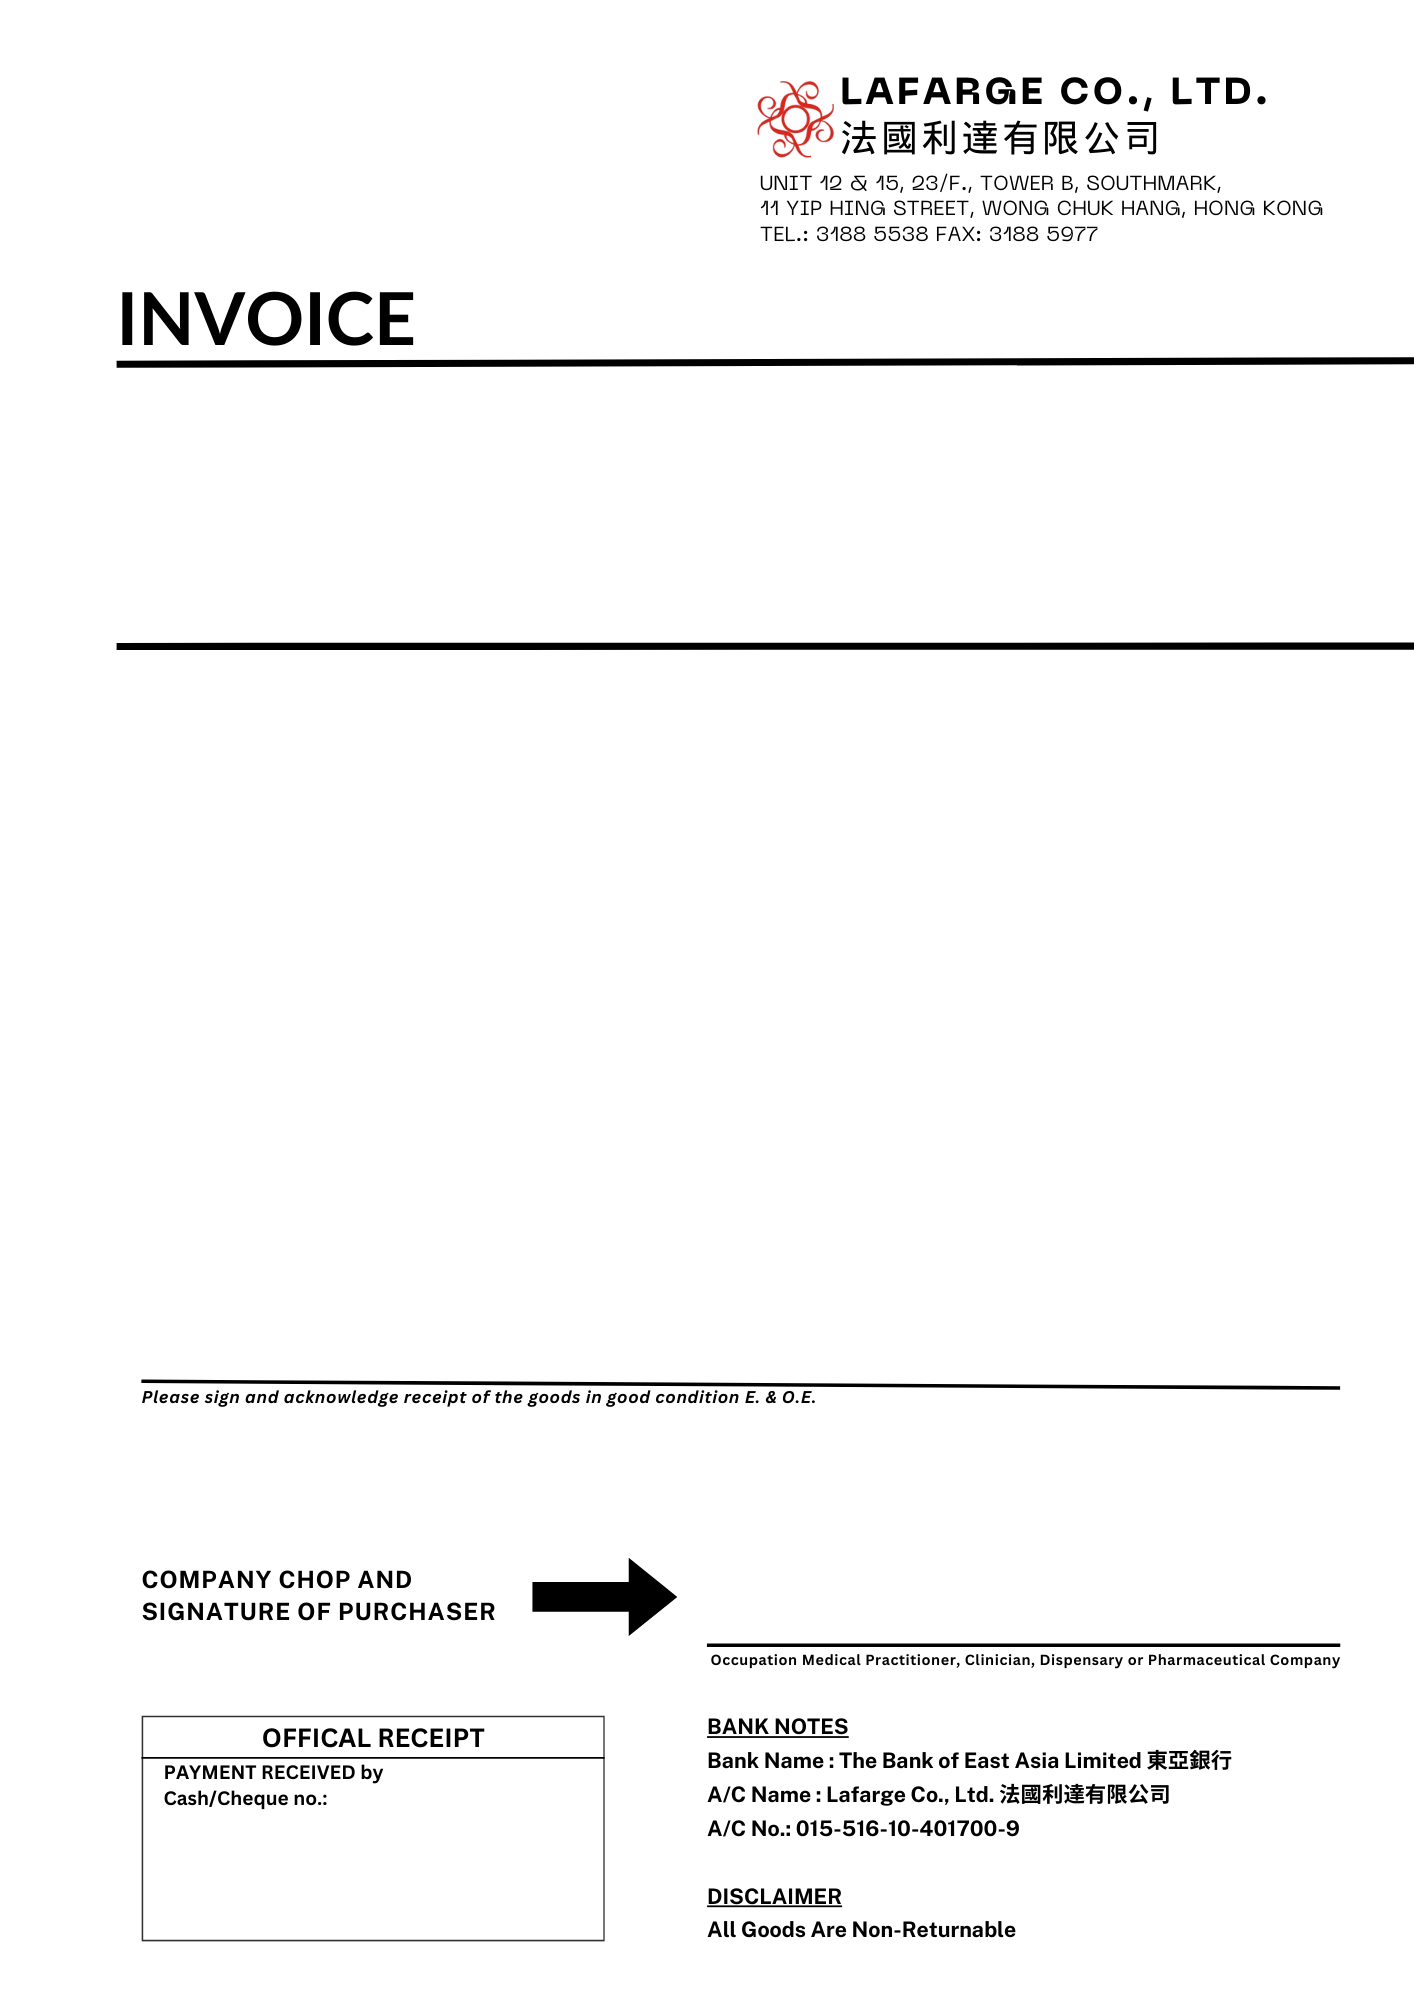 LAFARGE CO., LTD.
法國利達有限公司
UNIT 12 & 15, 23/F., TOWER B, SOUTHMARK,
11 YIP HING STREET, WONG CHUK HANG, HONG KONG
TEL.: 3188 5538 FAX: 3188 5977
INVOICE
Please sign and acknowledge receipt of the goods in good condition E. & O.E.
COMPANY CHOP AND
SIGNATURE OF PURCHASER
Occupation Medical Practitioner, Clinician, Dispensary or Pharmaceutical Company
OFFICAL RECEIPT
PAYMENT RECEIVED by
Cash/Cheque no.:
BANK NOTES
Bank Name : The Bank of East Asia Limited 東亞銀行
A/C Name : Lafarge Co., Ltd. 法國利達有限公司
A/C No.: 015-516-10-401700-9
DISCLAIMER
All Goods Are Non-Returnable